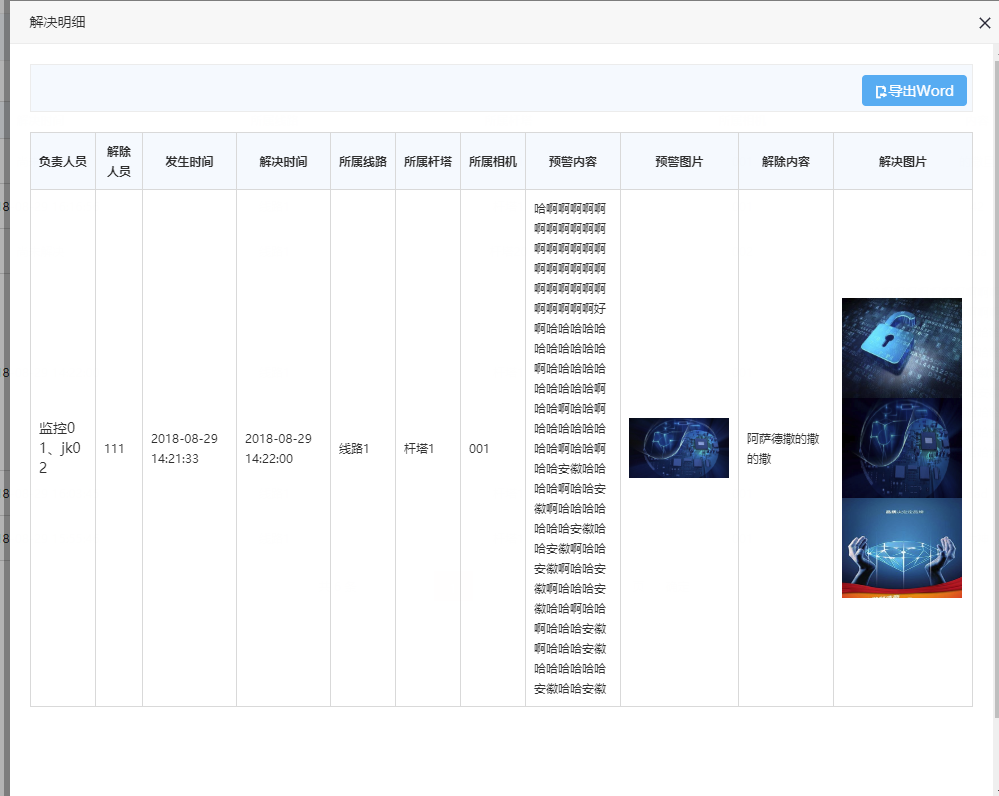 解决明细
导出Word
负责人员
解除
人员
发生时间
解决时间
所属线路
所属杆塔
所属相机
预警内容
预警图片
解除内容
解决图片
监控0
1、jk0
2
111
2018-08-29
14:21:33
2018-08-29
14:22:00
线路1
杆塔1
001
哈啊啊啊啊啊
啊啊啊啊啊啊
啊啊啊啊啊啊
啊啊啊啊啊啊
啊啊啊啊啊啊
啊啊啊啊啊好
啊哈哈哈哈哈
哈哈哈哈哈哈
啊哈哈哈哈哈
哈哈哈哈哈啊
哈哈啊哈哈啊
哈哈哈哈哈哈
哈哈啊哈哈啊
哈哈安徽哈哈
哈哈啊哈哈安
徽啊哈哈哈哈
哈哈哈安徽哈
哈安徽啊哈哈
安徽啊哈哈安
徽啊哈哈哈安
徽哈哈啊哈哈
啊哈哈哈安徽
啊哈哈哈安徽
哈哈哈哈哈哈
安徽哈哈安徽
阿萨德撒的撒
的撒
8
8
8
8